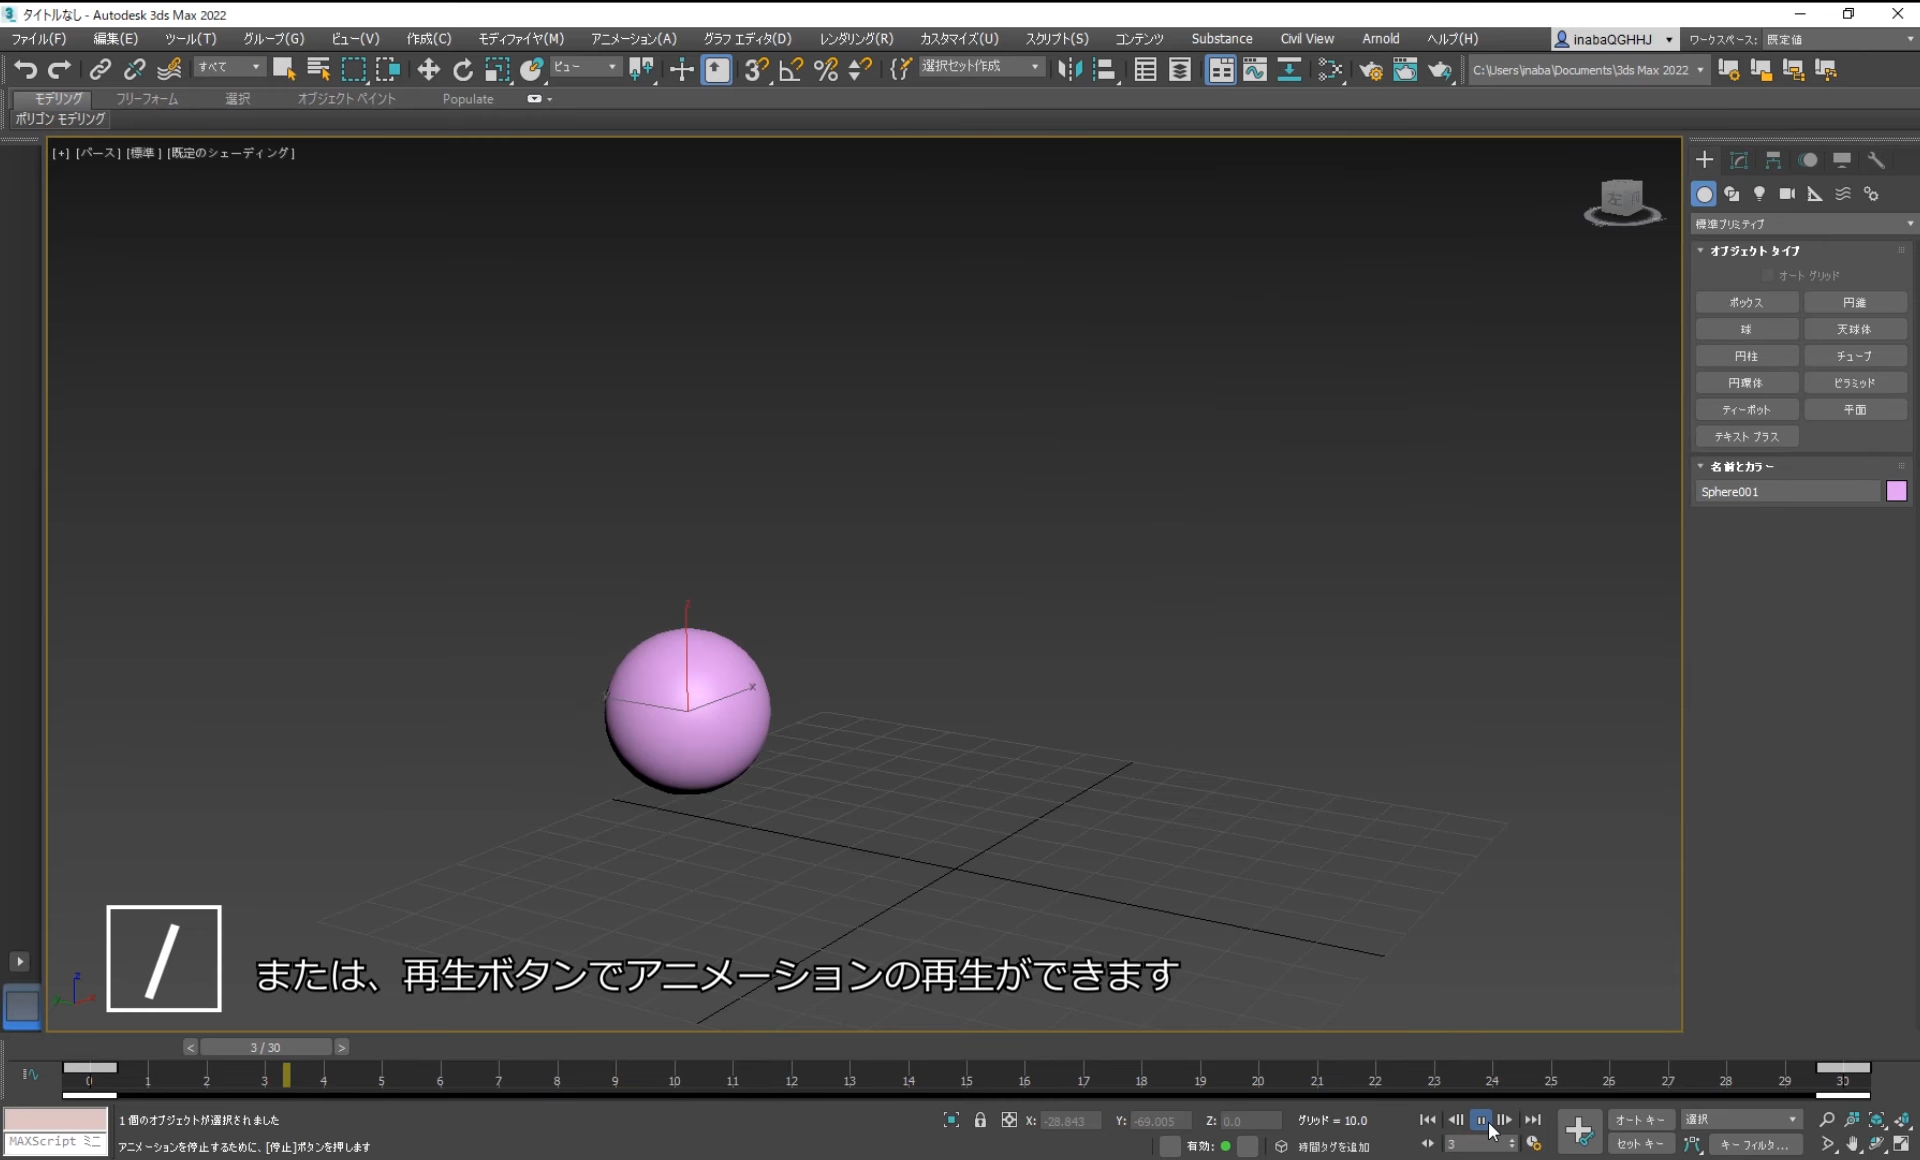 タイトルなし - Autodesk 3ds Max 2022
ファイル(F) 編集(E) ツール(T) グループ(G) ビュー(V) 作成(C) モディファイヤ(M) アニメーション(A) グラフ エディタ(D) レンダリング(R) カスタマイズ(U) スクリプト(S) コンテンツ Substance Civil View Arnold ヘルプ(H) inabaQGHHJ ワークスペース: 既定値
すべて ビュー 選択セット作成 C:\Users\inaba\Documents\3ds Max 2022
モデリング フリーフォーム 選択 オブジェクト ペイント Populate
ポリゴン モデリング
[+] [パース] [標準] [既定のシェーディング]
左
標準プリミティブ
オブジェクト タイプ
オート グリッド
ボックス 円錐
球 天球体
円柱 チューブ
円環体 ピラミッド
ティーポット 平面
テキスト プラス
名前とカラー
Sphere001
z
x
/ または、再生ボタンでアニメーションの再生ができます
< 3 / 30 >
0 1 2 3 4 5 6 7 8 9 10 11 12 13 14 15 16 17 18 19 20 21 22 23 24 25 26 27 28 29 30
1 個のオブジェクトが選択されました X: -28.843 Y: -69.005 Z: 0.0 グリッド = 10.0 オート キー 選択
MAXScript ミニ アニメーションを停止するために、[停止]ボタンを押します 有効: 時間タグを追加 3 セット キー キー フィルタ...